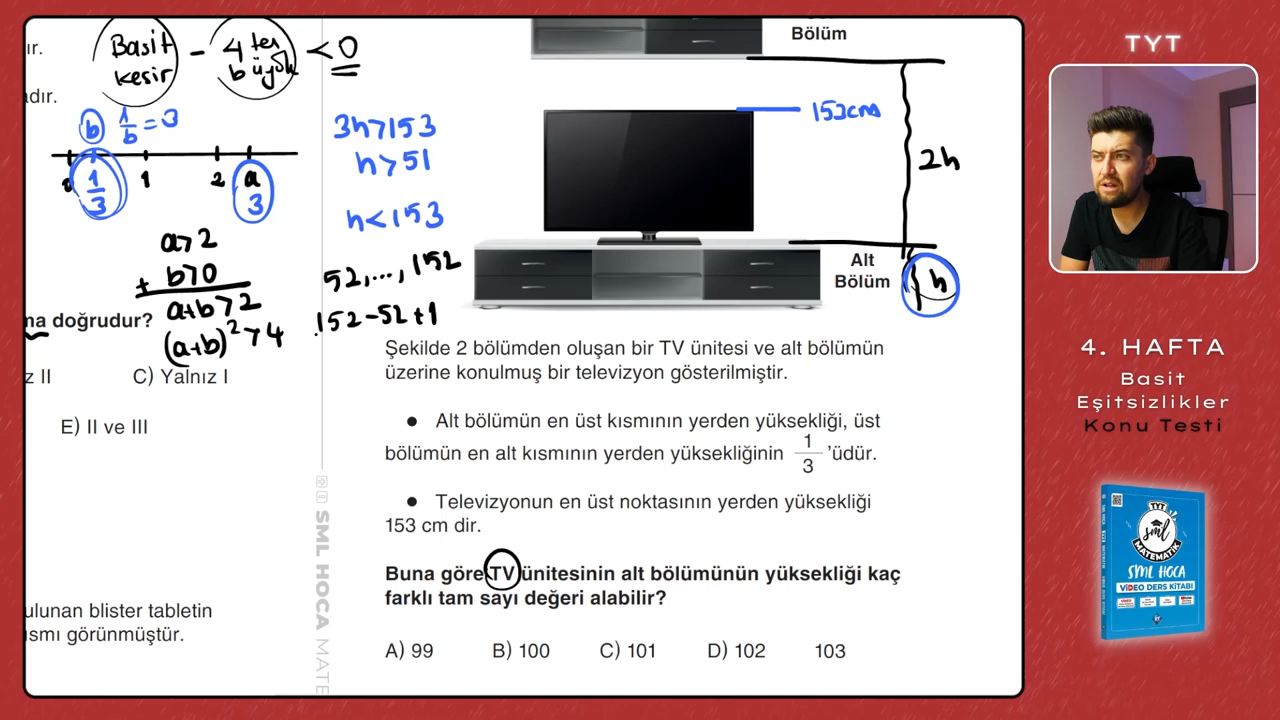 Basit
kesir
- 4 ten
büyük
< 0
ır.
adır.
b 1/b = 3
1 2 a
1/3 3
a>2
+ b>0
a+b>2
(a+b)²>4
ma doğrudur?
z II C) Yalnız I
E) II ve III
ulunan blister tabletin
ısmı görünmüştür.
3h>153
h>51
h<153
52,...,152
152-52+1
Bölüm
153cm
2h
Alt
Bölüm
h
Şekilde 2 bölümden oluşan bir TV ünitesi ve alt bölümün
üzerine konulmuş bir televizyon gösterilmiştir.
● Alt bölümün en üst kısmının yerden yüksekliği, üst
bölümün en alt kısmının yerden yüksekliğinin 1/3 'üdür.
● Televizyonun en üst noktasının yerden yüksekliği
153 cm dir.
Buna göre TV ünitesinin alt bölümünün yüksekliği kaç
farklı tam sayı değeri alabilir?
A) 99 B) 100 C) 101 D) 102 103
SML HOCA MATE
TYT
4. HAFTA
Basit
Eşitsizlikler
Konu Testi
TYT
sml
MATEMATİK
SML HOCA
VİDEO DERS KİTABI